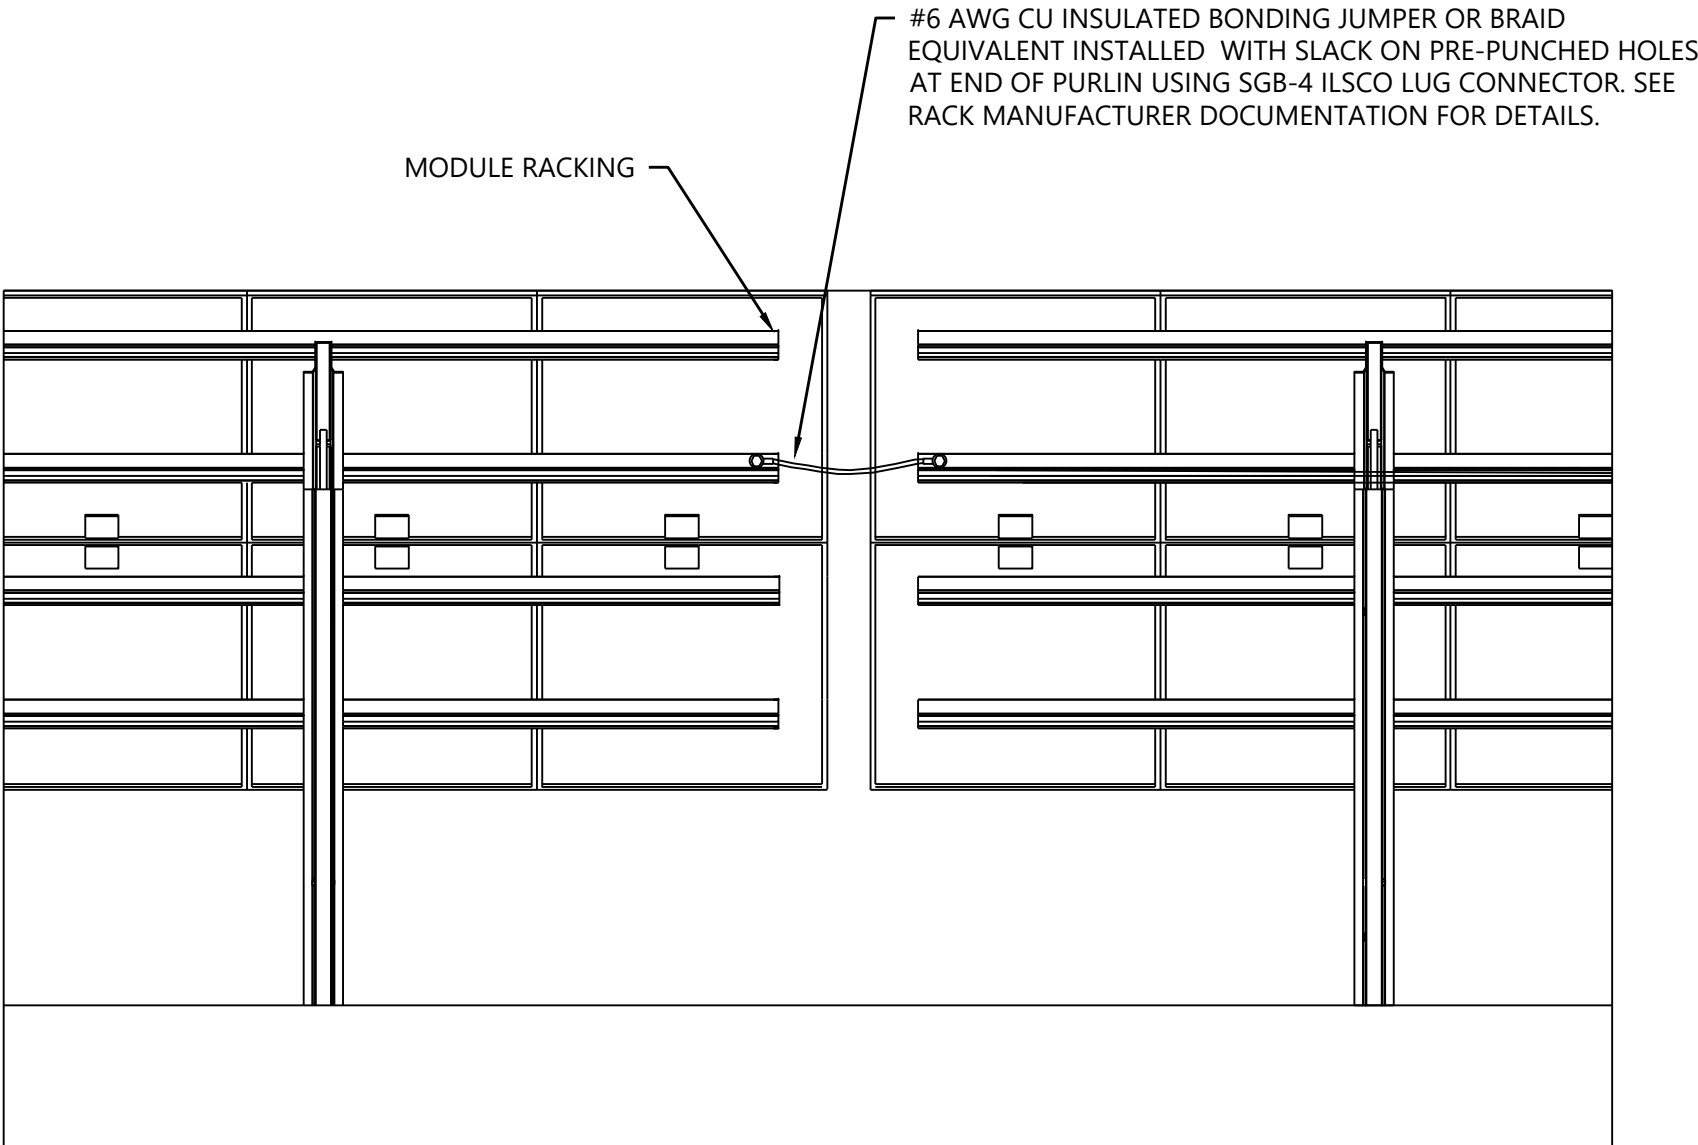 #6 AWG CU INSULATED BONDING JUMPER OR BRAID
EQUIVALENT INSTALLED  WITH SLACK ON PRE-PUNCHED HOLES
AT END OF PURLIN USING SGB-4 ILSCO LUG CONNECTOR. SEE
RACK MANUFACTURER DOCUMENTATION FOR DETAILS.
MODULE RACKING